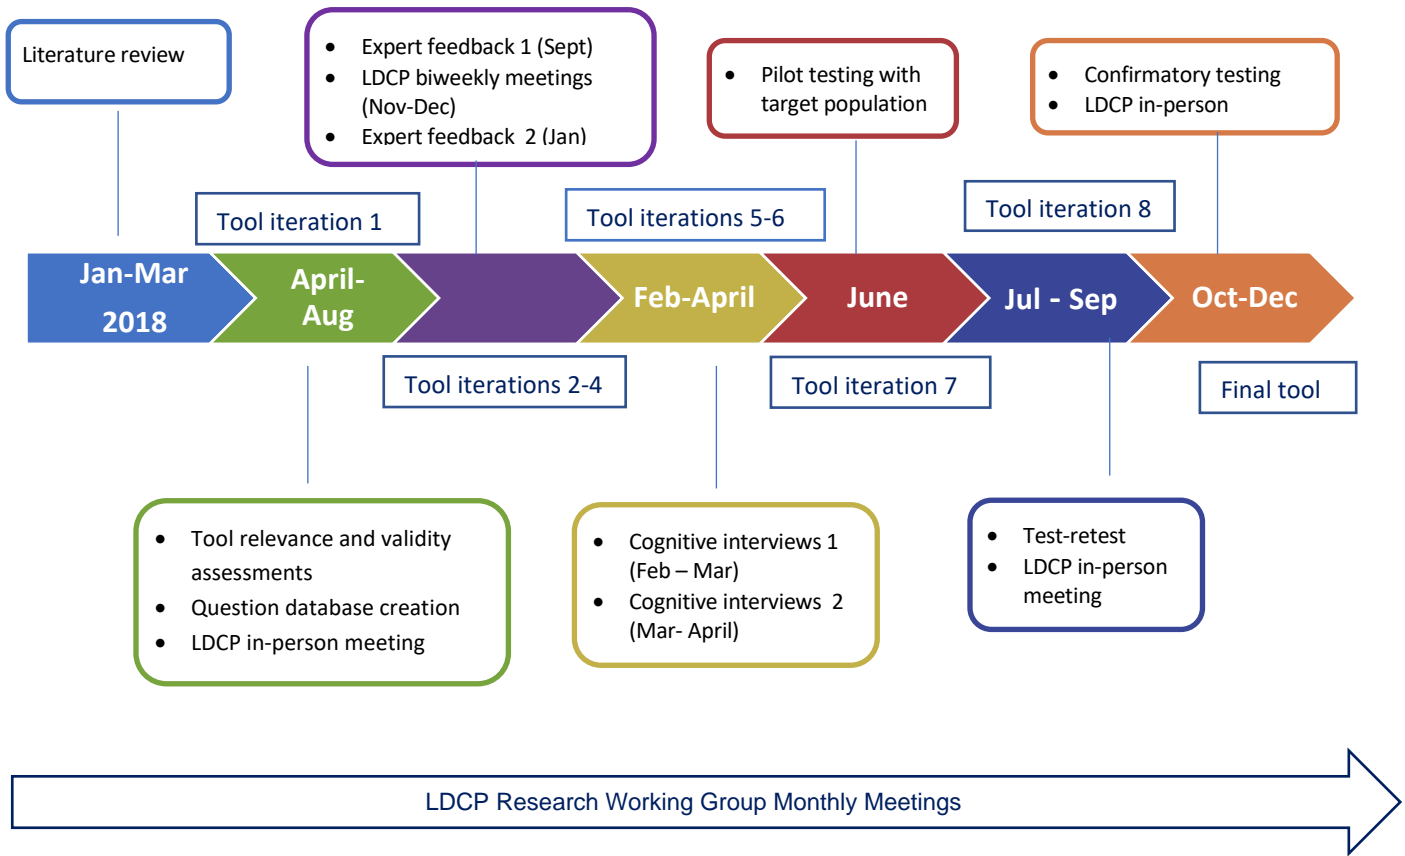 Literature review
• Expert feedback 1 (Sept)
• LDCP biweekly meetings
(Nov-Dec)
• Expert feedback  2 (Jan)
• Pilot testing with
target population
• Confirmatory testing
• LDCP in-person
Tool iteration 1
Tool iterations 5-6
Tool iteration 8
Jan-Mar
2018
April-
Aug
Feb-April
June
Jul - Sep
Oct-Dec
Tool iterations 2-4
Tool iteration 7
Final tool
• Tool relevance and validity
assessments
• Question database creation
• LDCP in-person meeting
• Cognitive interviews 1
(Feb – Mar)
• Cognitive interviews  2
(Mar- April)
• Test-retest
• LDCP in-person
meeting
LDCP Research Working Group Monthly Meetings